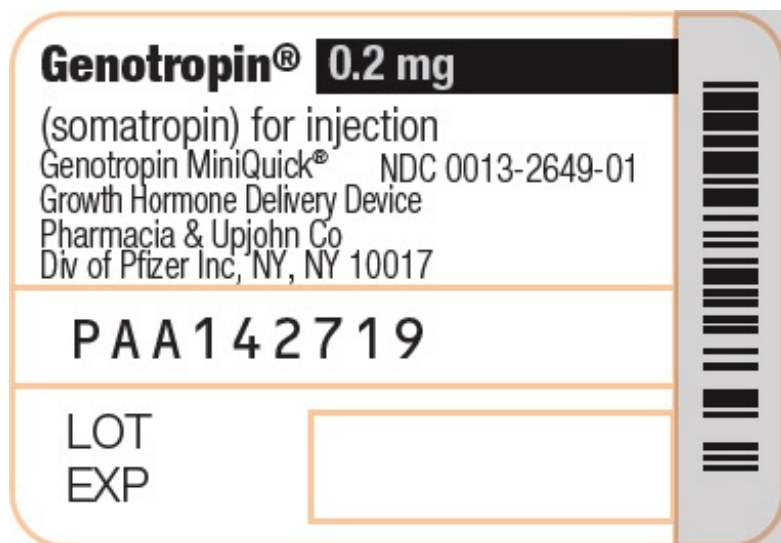 Genotropin® 0.2 mg
(somatropin) for injection
Genotropin MiniQuick® NDC 0013-2649-01
Growth Hormone Delivery Device
Pharmacia & Upjohn Co
Div of Pfizer Inc, NY, NY 10017
PAA142719
LOT
EXP